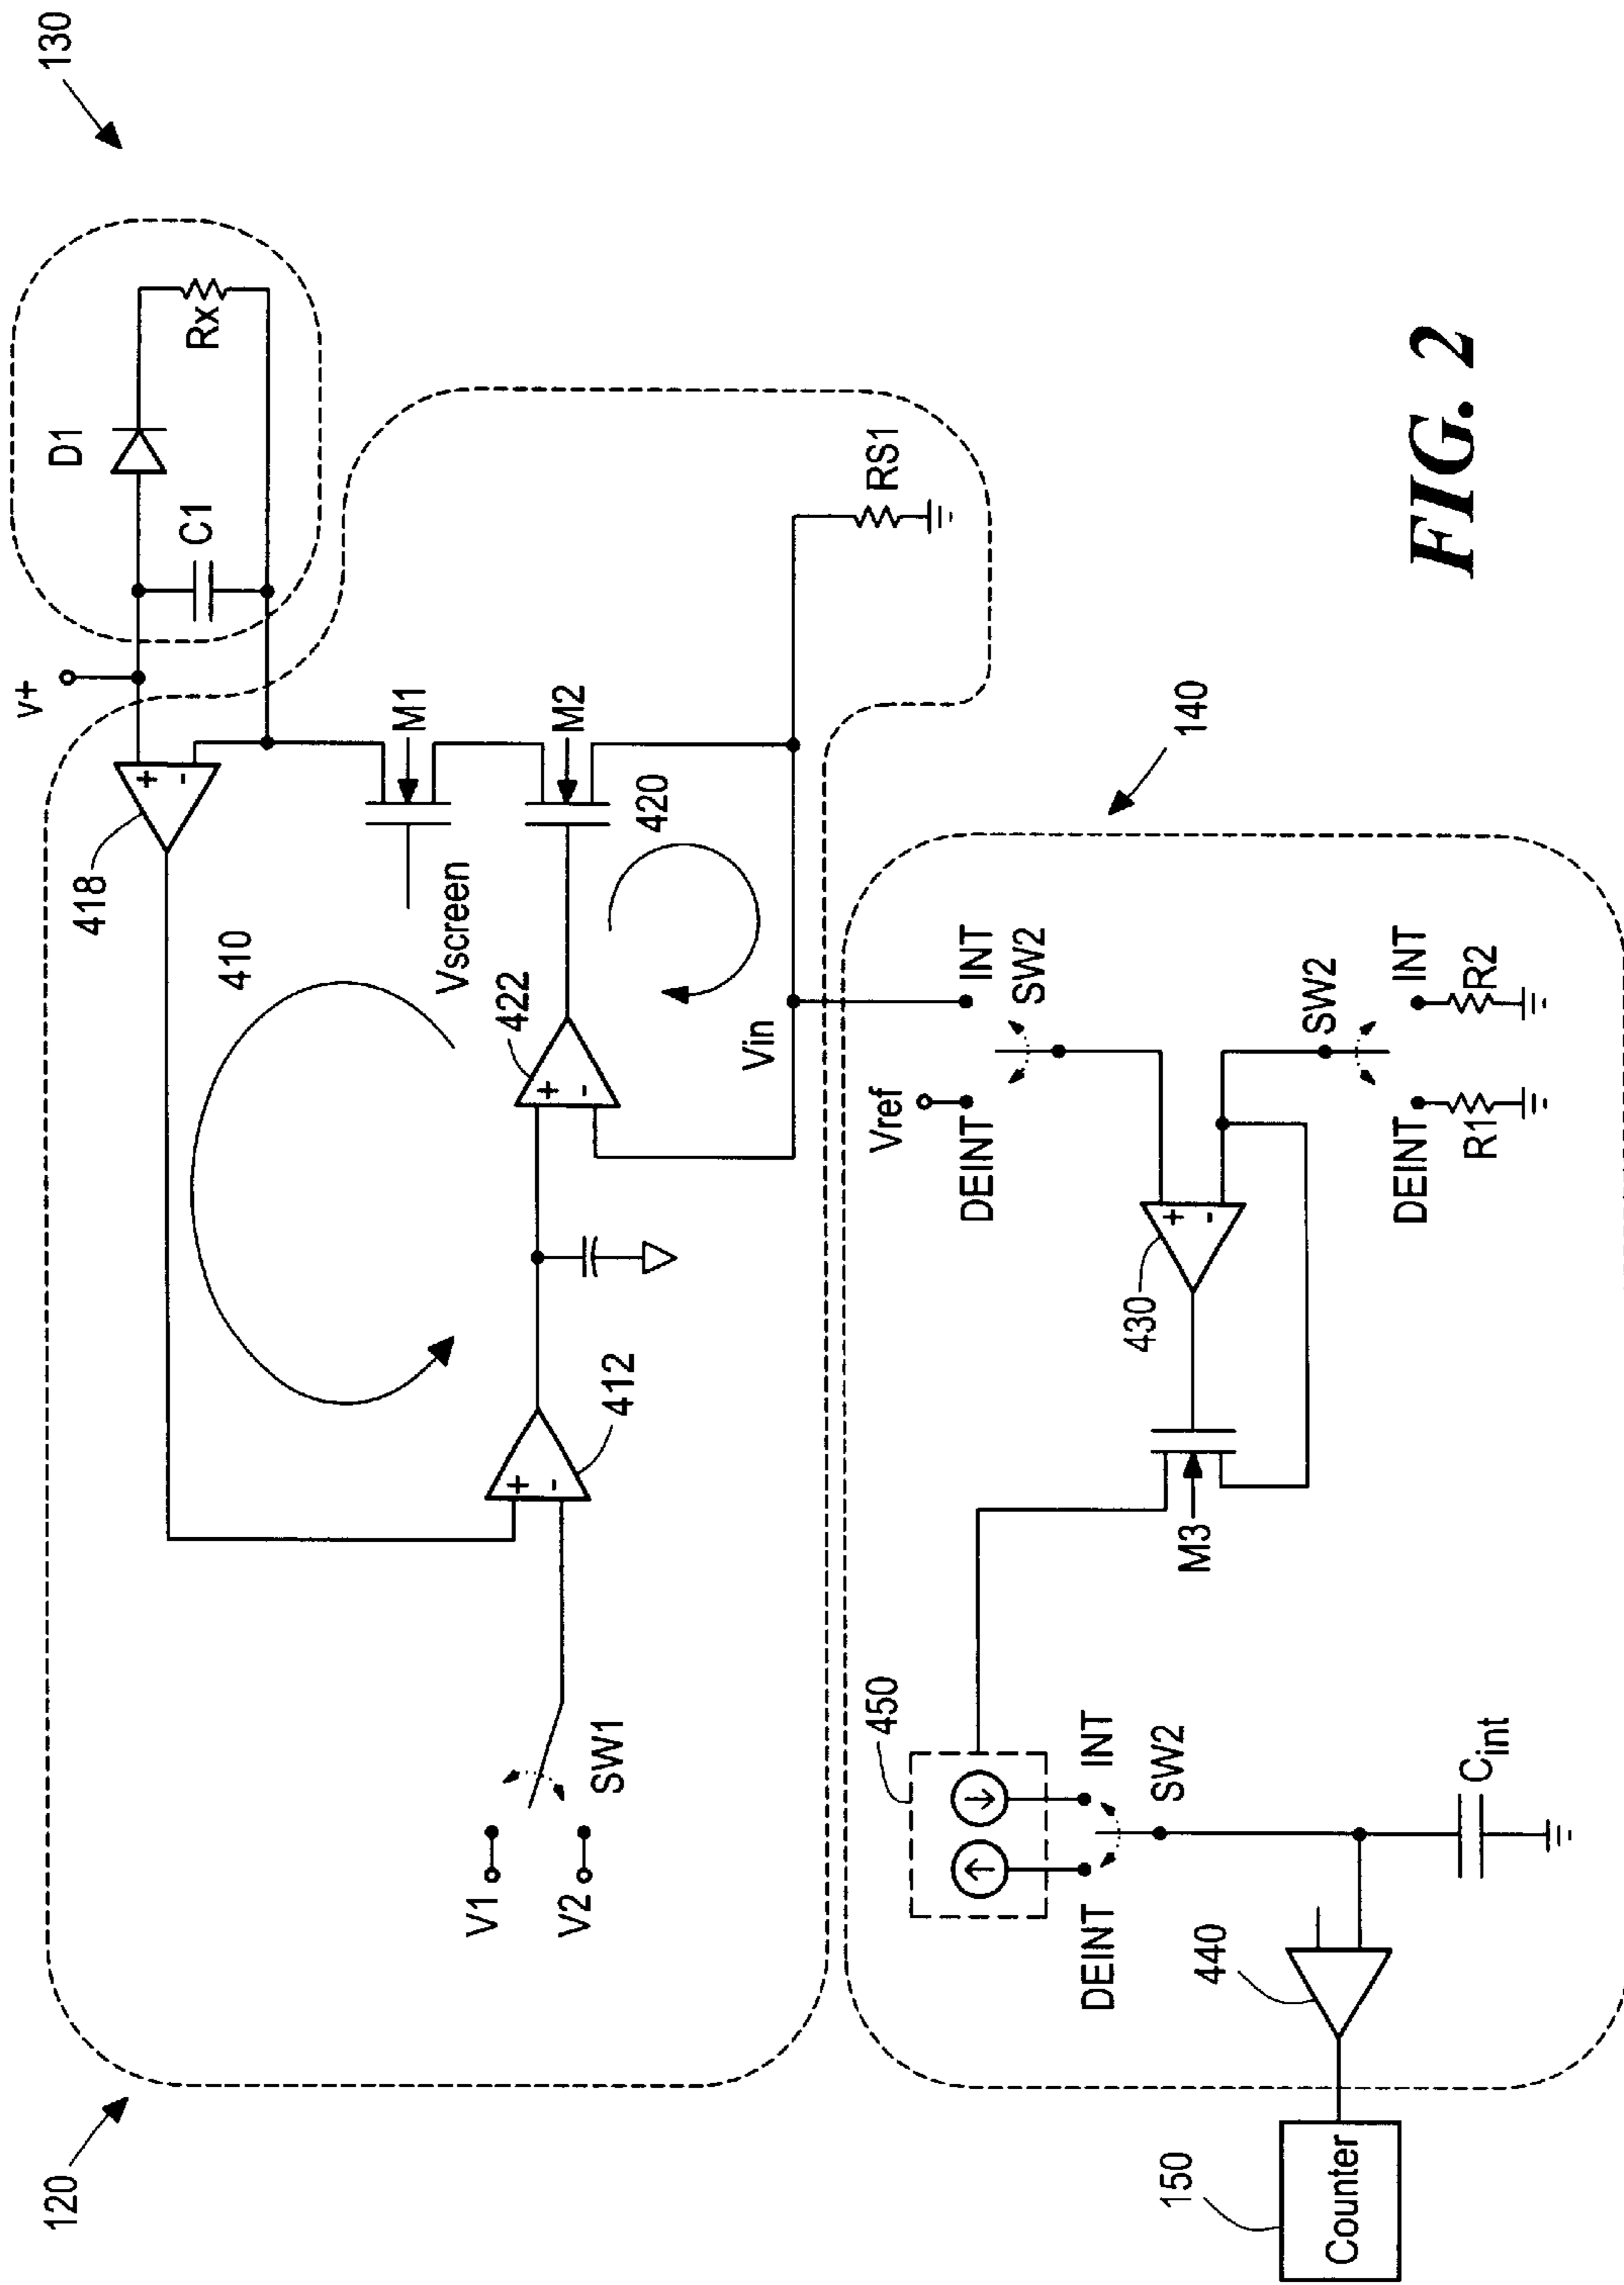 130
120
v+
D1
C1
Rx
+
-
418
410
M1
Vscreen
M2
420
422
+
-
+
-
412
V1
V2
SW1
Vin
RS1
140
450
DEINT
INT
SW2
Vref
DEINT
INT
SW2
+
-
430
M3
SW2
DEINT
INT
R1
R2
440
Cint
150
Counter
FIG. 2